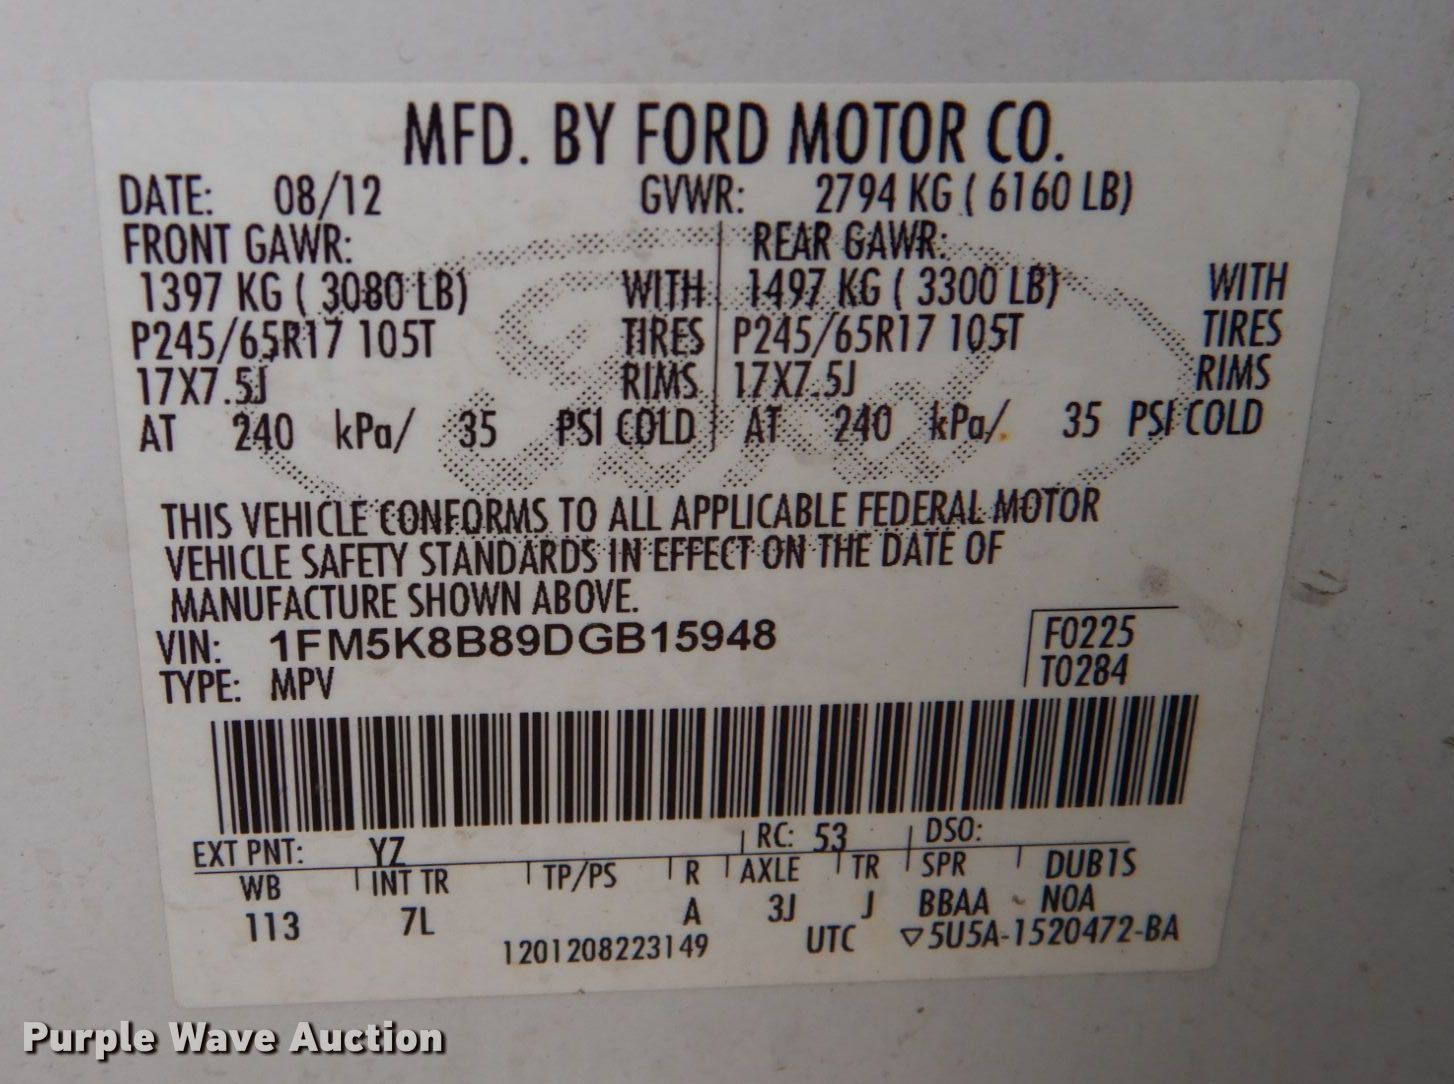 MFD. BY FORD MOTOR CO.
DATE: 08/12 GVWR: 2794 KG ( 6160 LB)
FRONT GAWR: REAR GAWR:
1397 KG ( 3080 LB) WITH 1497 KG ( 3300 LB) WITH
P245/65R17 105T TIRES P245/65R17 105T TIRES
17X7.5J RIMS 17X7.5J RIMS
AT 240 kPa/ 35 PSI COLD AT 240 kPa/ 35 PSI COLD
Ford
THIS VEHICLE CONFORMS TO ALL APPLICABLE FEDERAL MOTOR
VEHICLE SAFETY STANDARDS IN EFFECT ON THE DATE OF
MANUFACTURE SHOWN ABOVE.
VIN: 1FM5K8B89DGB15948 F0225
TYPE: MPV T0284
EXT PNT: YZ RC: 53 DSO:
WB INT TR TP/PS R AXLE TR SPR DUB1S
113 7L A 3J J BBAA NOA
1201208223149 UTC ▽5U5A-1520472-BA
Purple Wave Auction